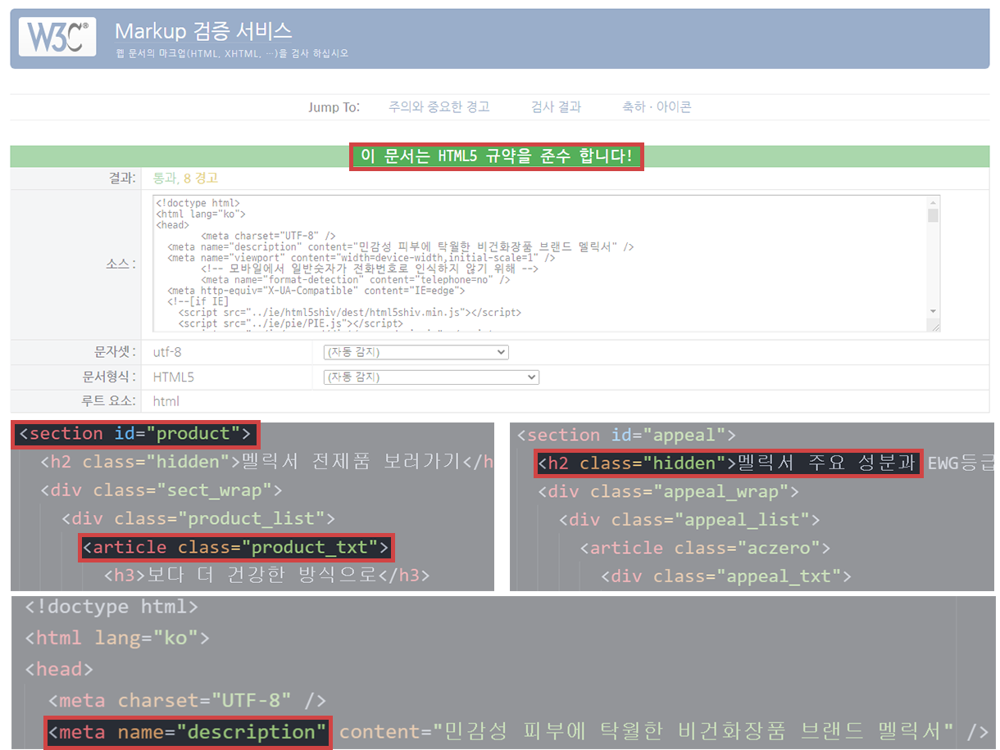 W3C®
Markup 검증 서비스
웹 문서의 마크업(HTML, XHTML, …)을 검사 하십시오
Jump To: 주의와 중요한 경고 검사 결과 축하 · 아이콘
이 문서는 HTML5 규약을 준수 합니다!
결과: 통과, 8 경고
소스 :
<!doctype html>
<html lang="ko">
<head>
<meta charset="UTF-8" />
<meta name="description" content="민감성 피부에 탁월한 비건화장품 브랜드 멜릭서" />
<meta name="viewport" content="width=device-width,initial-scale=1" />
<!-- 모바일에서 일반숫자가 전화번호로 인식하지 않기 위해 -->
<meta name="format-detection" content="telephone=no" />
<meta http-equiv="X-UA-Compatible" content="IE=edge">
<!--[if IE]
<script src="../ie/html5shiv/dest/html5shiv.min.js"></script>
<script src="../ie/pie/PIE.js"></script>
문자셋 : utf-8 (자동 감지)
문서형식 : HTML5 (자동 감지)
루트 요소: html
<section id="product">
<h2 class="hidden">멜릭서 전제품 보러가기</h
<div class="sect_wrap">
<div class="product_list">
<article class="product_txt">
<h3>보다 더 건강한 방식으로</h3>
<section id="appeal">
<h2 class="hidden">멜릭서 주요 성분과 EWG등급
<div class="appeal_wrap">
<div class="appeal_list">
<article class="aczero">
<div class="appeal_txt">
<!doctype html>
<html lang="ko">
<head>
<meta charset="UTF-8" />
<meta name="description" content="민감성 피부에 탁월한 비건화장품 브랜드 멜릭서" />